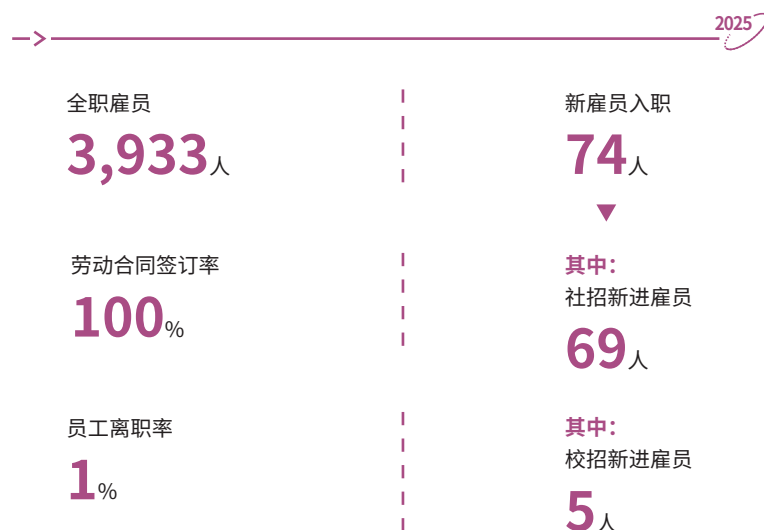 2025
全职雇员
3,933人
劳动合同签订率
100%
员工离职率
1%
新雇员入职
74人
其中：
社招新进雇员
69人
其中：
校招新进雇员
5人